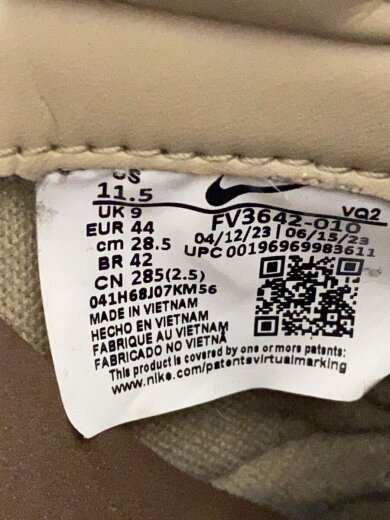 US
11.5
UK 9
EUR 44
cm 28.5
BR 42
CN 285(2.5)
041H68J07KM56
VQ2
FV3642-010
04/12/23 | 06/15/23
UPC 00196969983611
MADE IN VIETNAM
HECHO EN VIETNAM
FABRIQUE AU VIETNAM
FABRICADO NO VIETNÃ
This product is covered by one or more patents:
www.nike.com/patentsvirtualmarking